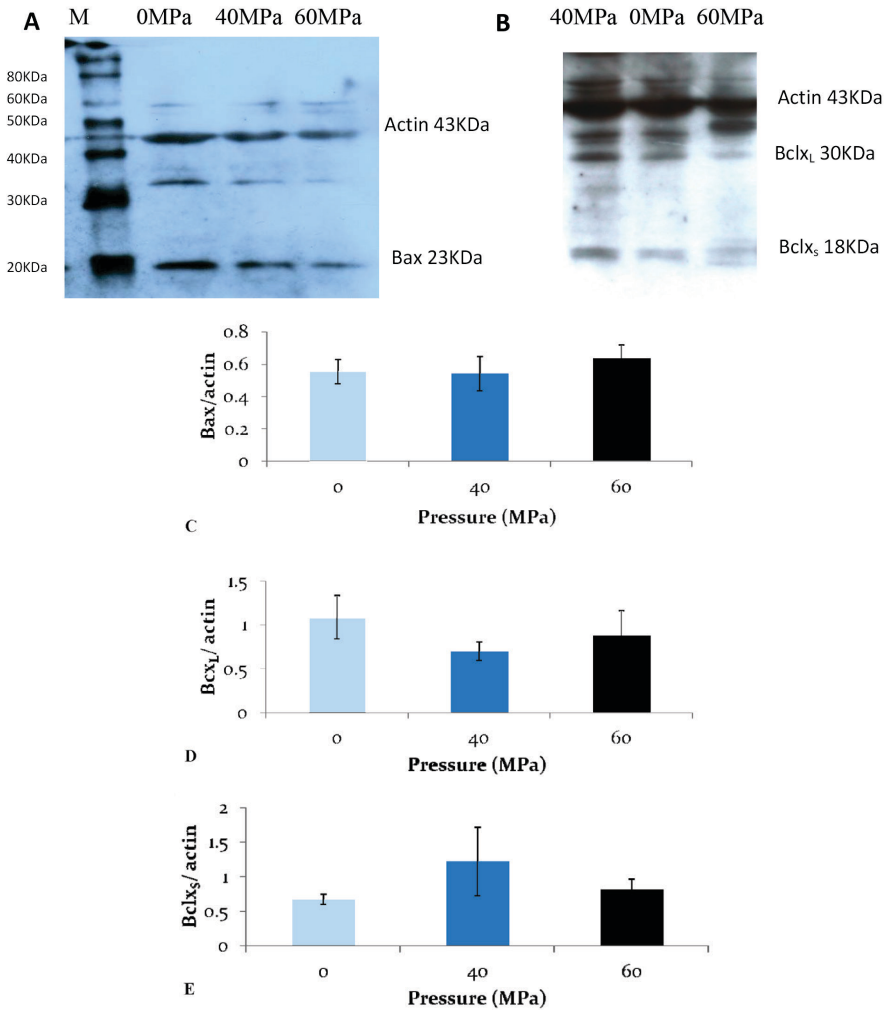 A M 0MPa 40MPa 60MPa
80KDa
60KDa
50KDa
40KDa
30KDa
20KDa
Actin 43KDa
Bax 23KDa
B
40MPa 0MPa 60MPa
Actin 43KDa
BclxL 30KDa
Bclxs 18KDa
Bax/actin
0.8
0.6
0.4
0.2
0
0 40 60
Pressure (MPa)
C
BcxL/ actin
1.5
1
0.5
0
0 40 60
Pressure (MPa)
D
BclxS/ actin
2
1.5
1
0.5
0
0 40 60
Pressure (MPa)
E